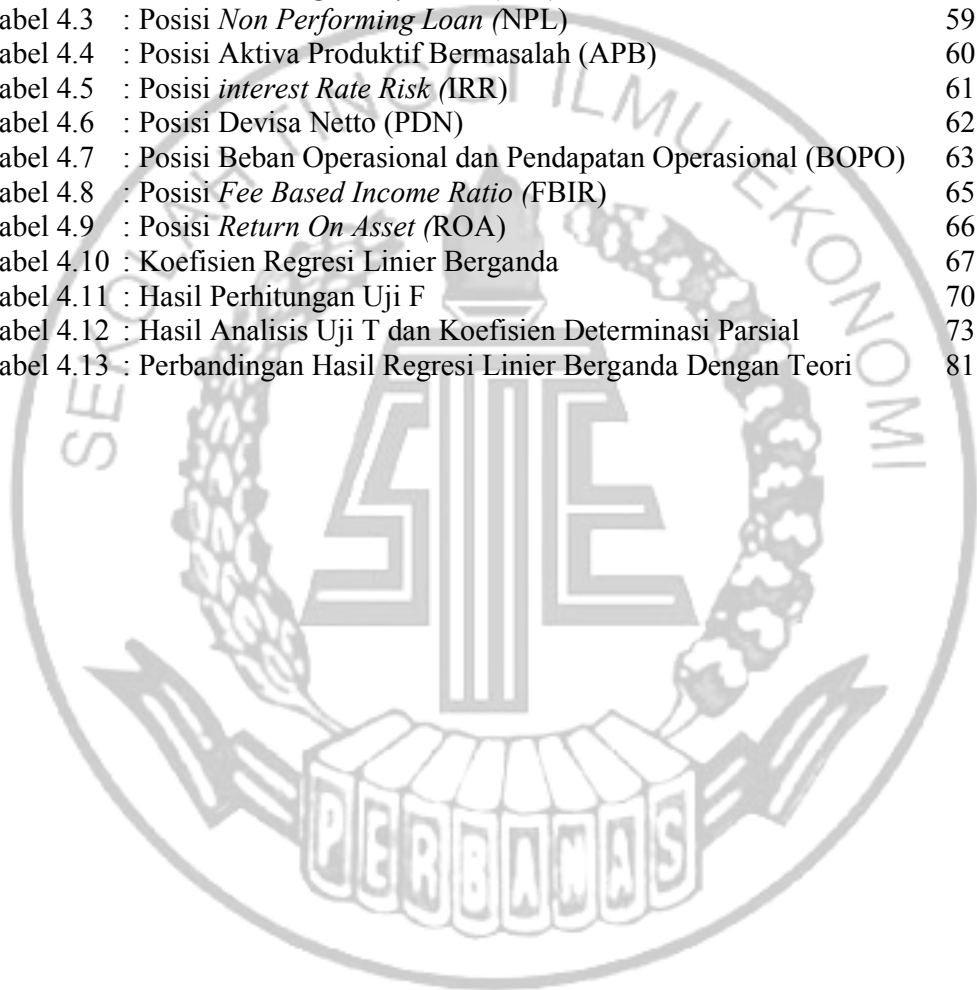 abel 4.3 : Posisi Non Performing Loan (NPL) 59
abel 4.4 : Posisi Aktiva Produktif Bermasalah (APB) 60
abel 4.5 : Posisi interest Rate Risk (IRR) 61
abel 4.6 : Posisi Devisa Netto (PDN) 62
abel 4.7 : Posisi Beban Operasional dan Pendapatan Operasional (BOPO) 63
abel 4.8 : Posisi Fee Based Income Ratio (FBIR) 65
abel 4.9 : Posisi Return On Asset (ROA) 66
abel 4.10 : Koefisien Regresi Linier Berganda 67
abel 4.11 : Hasil Perhitungan Uji F 70
abel 4.12 : Hasil Analisis Uji T dan Koefisien Determinasi Parsial 73
abel 4.13 : Perbandingan Hasil Regresi Linier Berganda Dengan Teori 81
SEKOLAH TINGGI ILMU EKONOMI
PERBANAS